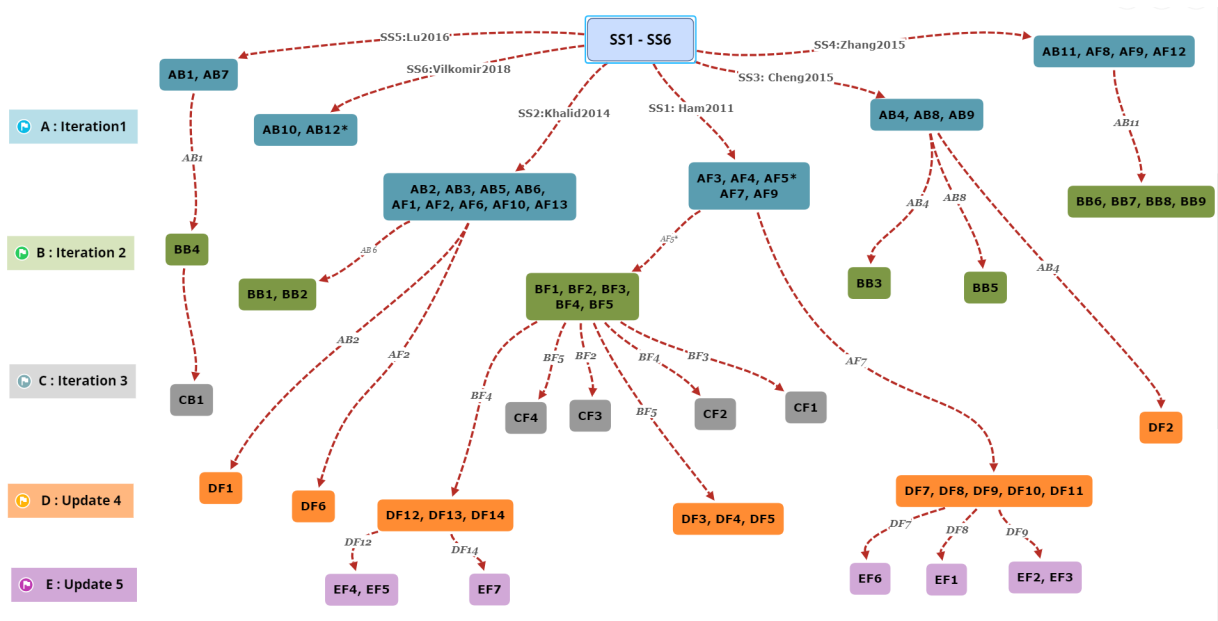 SS1 - SS6
SS5:Lu2016
SS6:Vilkomir2018
SS2:Khalid2014
SS1: Ham2011
SS3: Cheng2015
SS4:Zhang2015
AB1, AB7
AB10, AB12*
AB2, AB3, AB5, AB6,
AF1, AF2, AF6, AF10, AF13
AF3, AF4, AF5*
AF7, AF9
AB4, AB8, AB9
AB11, AF8, AF9, AF12
A : Iteration1
AB1
AB6
AF5*
AB4
AB8
AB4
AB11
B : Iteration 2
BB4
BB1, BB2
BF1, BF2, BF3,
BF4, BF5
BB3
BB5
BB6, BB7, BB8, BB9
AB2
AF2
BF4
BF5
BF2
BF5
BF4
BF3
AF7
C : Iteration 3
CB1
CF4
CF3
CF2
CF1
DF2
D : Update 4
DF1
DF6
DF12, DF13, DF14
DF3, DF4, DF5
DF7, DF8, DF9, DF10, DF11
DF12
DF14
DF7
DF8
DF9
E : Update 5
EF4, EF5
EF7
EF6
EF1
EF2, EF3